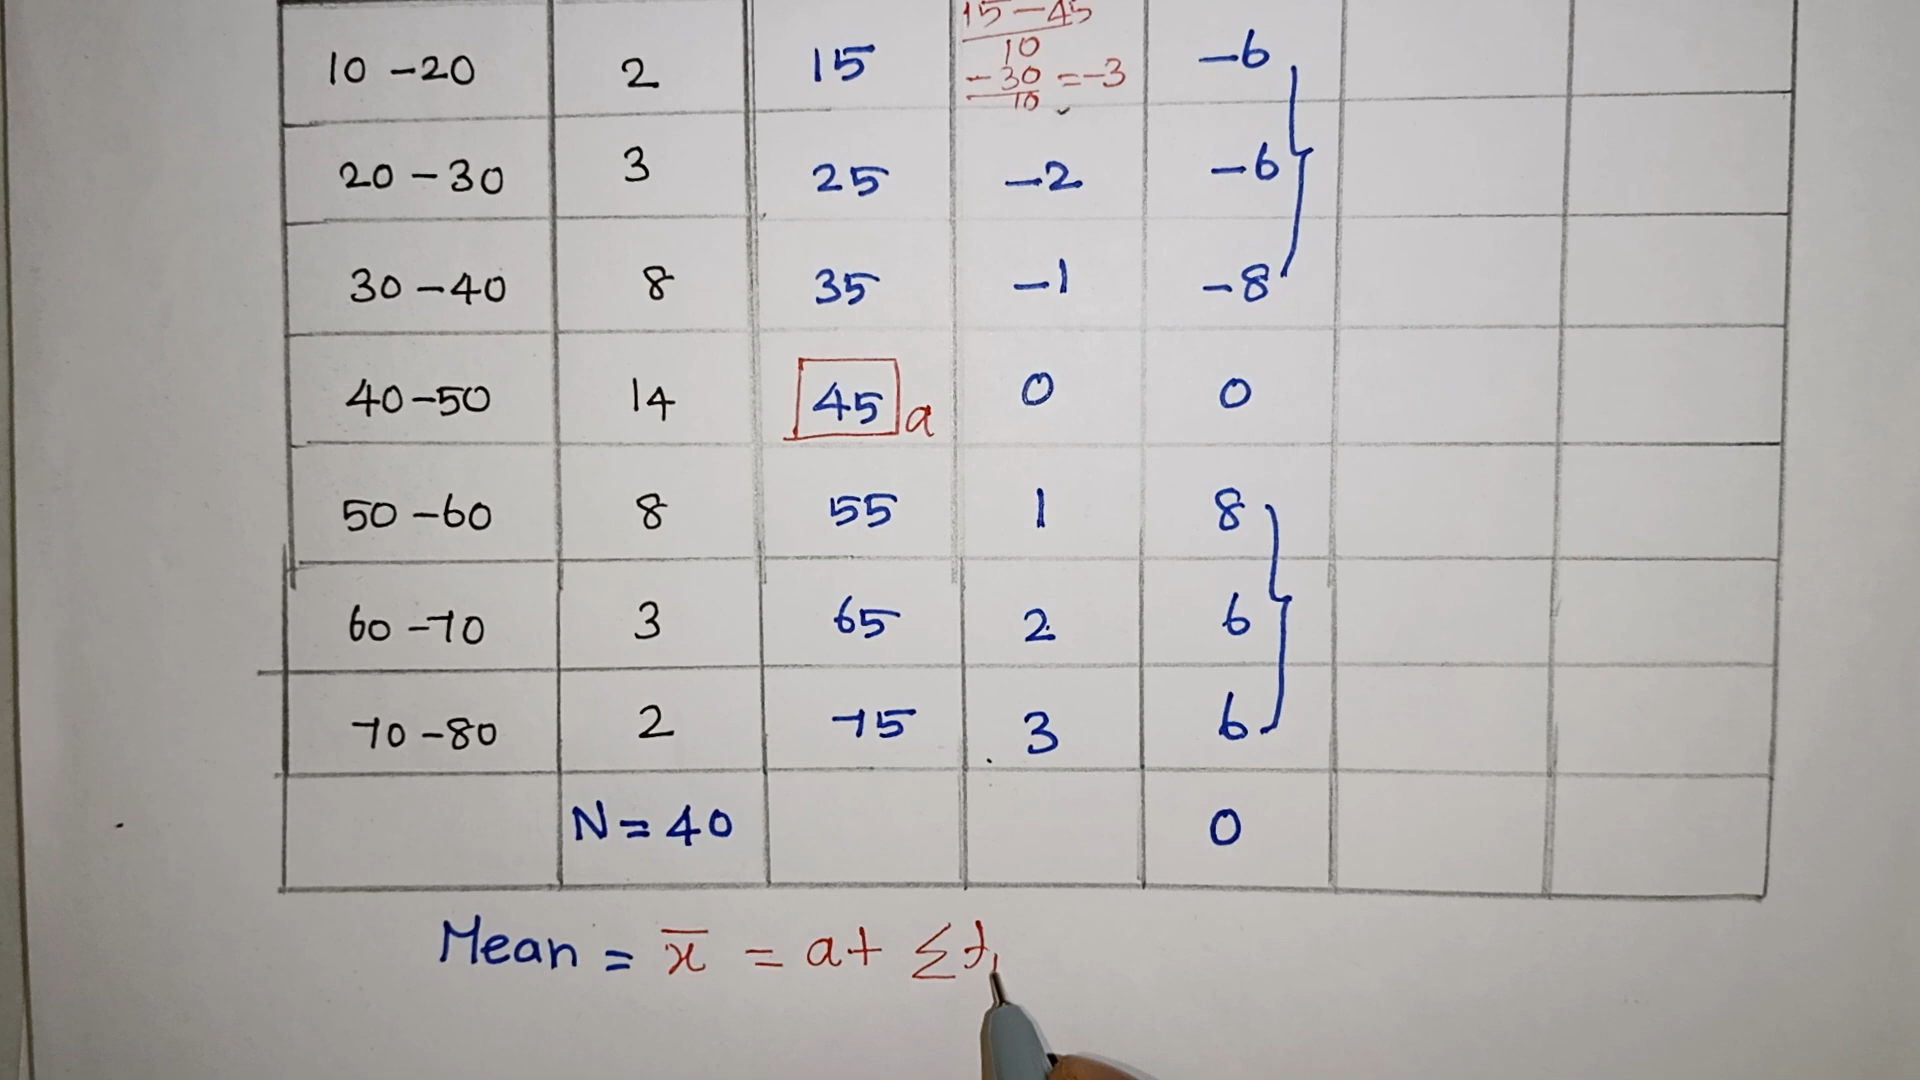 10 -20 2 15 15-45/10 -30/10 =-3 -6
20 -30 3 25 -2 -6
30 -40 8 35 -1 -8
40-50 14 45 a 0 0
50 -60 8 55 1 8
60 -70 3 65 2 6
70 -80 2 75 3 6
N = 40 0
Mean = x̄ = a+ Σf